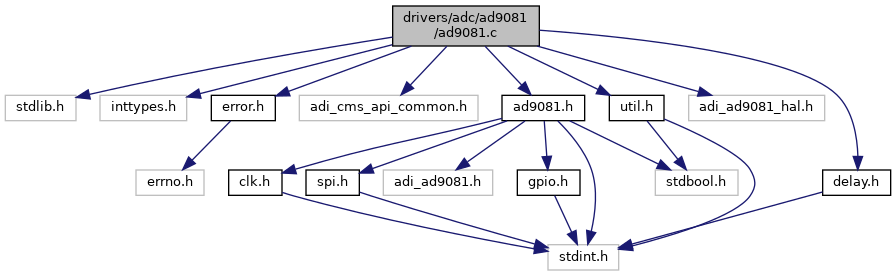 drivers/adc/ad9081
/ad9081.c
stdlib.h
inttypes.h
error.h
adi_cms_api_common.h
ad9081.h
util.h
adi_ad9081_hal.h
errno.h
clk.h
spi.h
adi_ad9081.h
gpio.h
stdbool.h
delay.h
stdint.h